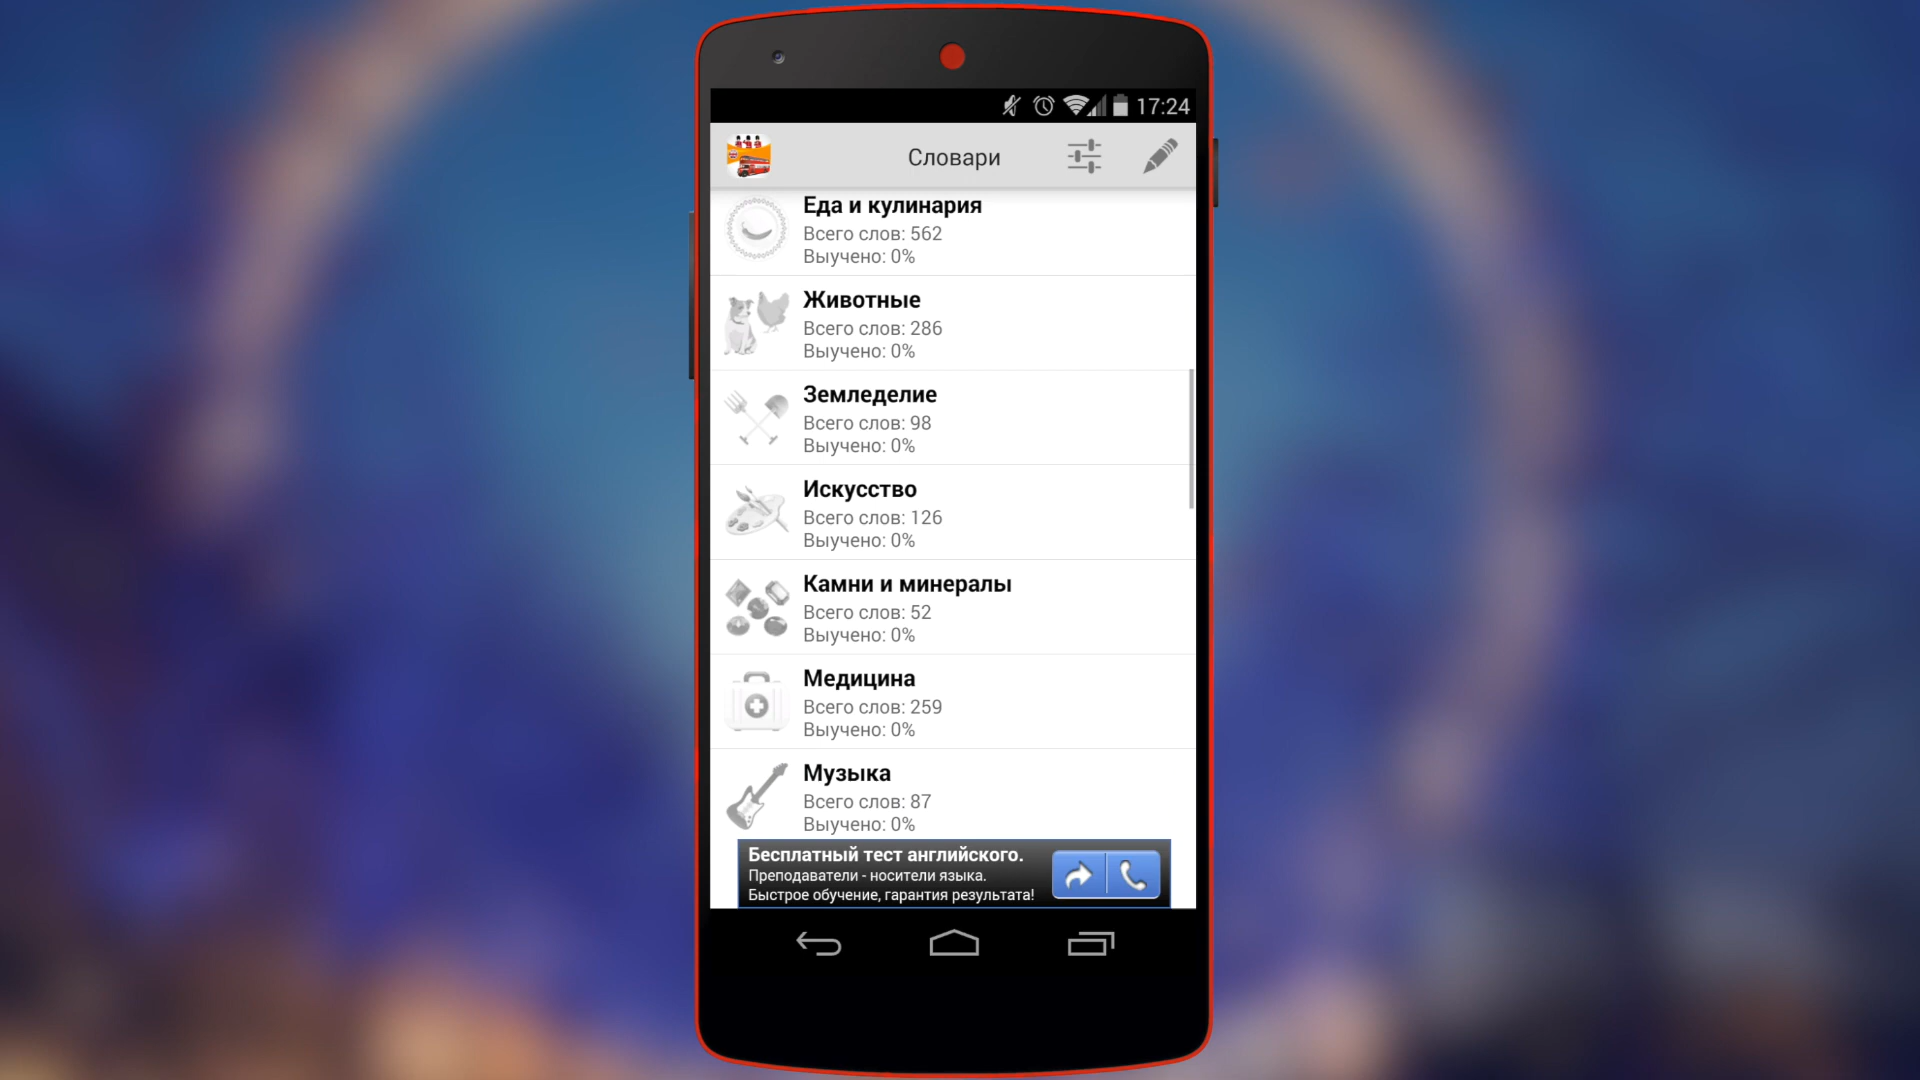 17:24
Словари
Еда и кулинария
Всего слов: 562
Выучено: 0%
Животные
Всего слов: 286
Выучено: 0%
Земледелие
Всего слов: 98
Выучено: 0%
Искусство
Всего слов: 126
Выучено: 0%
Камни и минералы
Всего слов: 52
Выучено: 0%
Медицина
Всего слов: 259
Выучено: 0%
Музыка
Всего слов: 87
Выучено: 0%
Бесплатный тест английского.
Преподаватели - носители языка.
Быстрое обучение, гарантия результата!